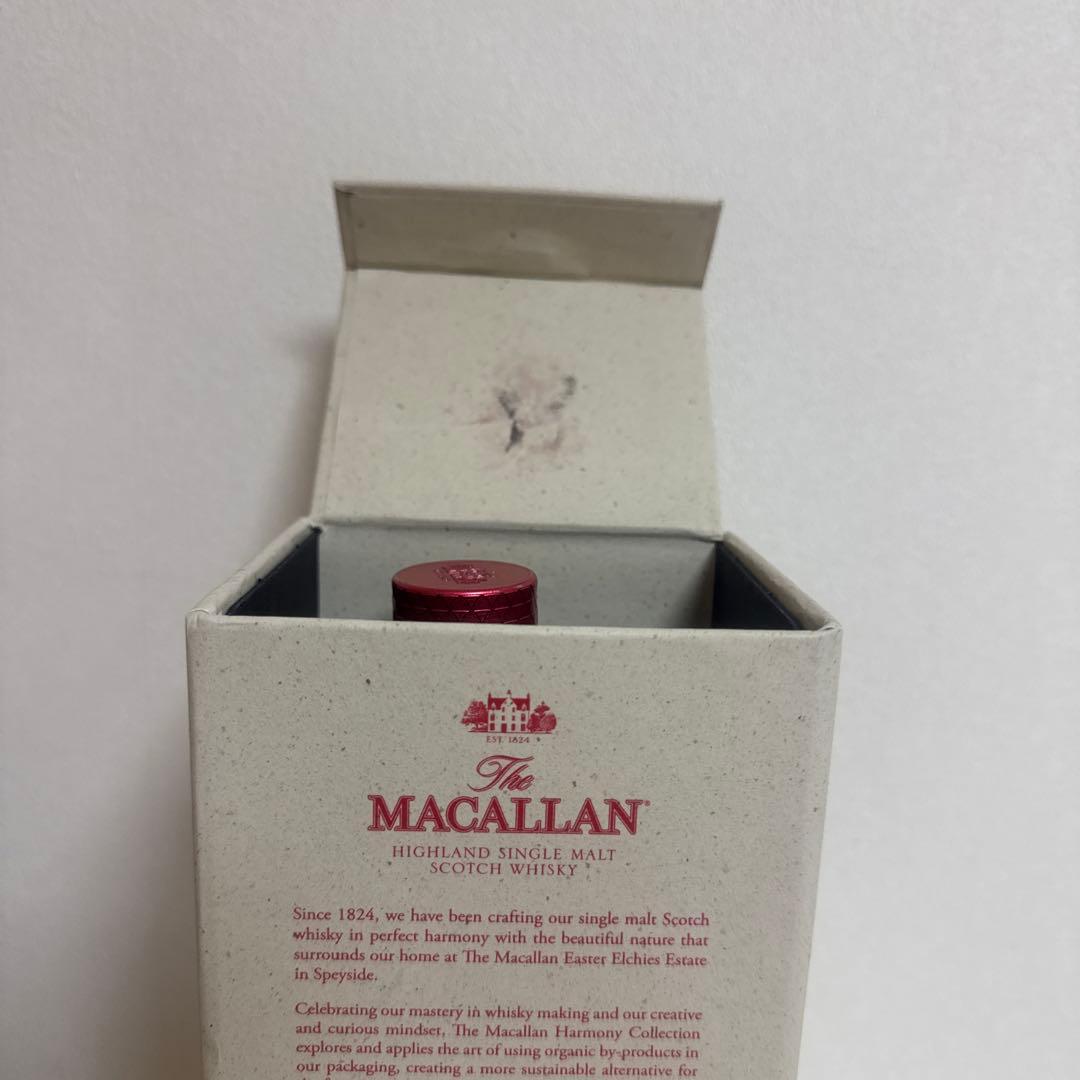 EST. 1824
The
MACALLAN
HIGHLAND SINGLE MALT
SCOTCH WHISKY
Since 1824, we have been crafting our single malt Scotch
whisky in perfect harmony with the beautiful nature that
surrounds our home at The Macallan Easter Elchies Estate
in Speyside.
Celebrating our mastery in whisky making and our creative
and curious mindset, The Macallan Harmony Collection
explores and applies the art of using organic by-products in
our packaging, creating a more sustainable alternative for